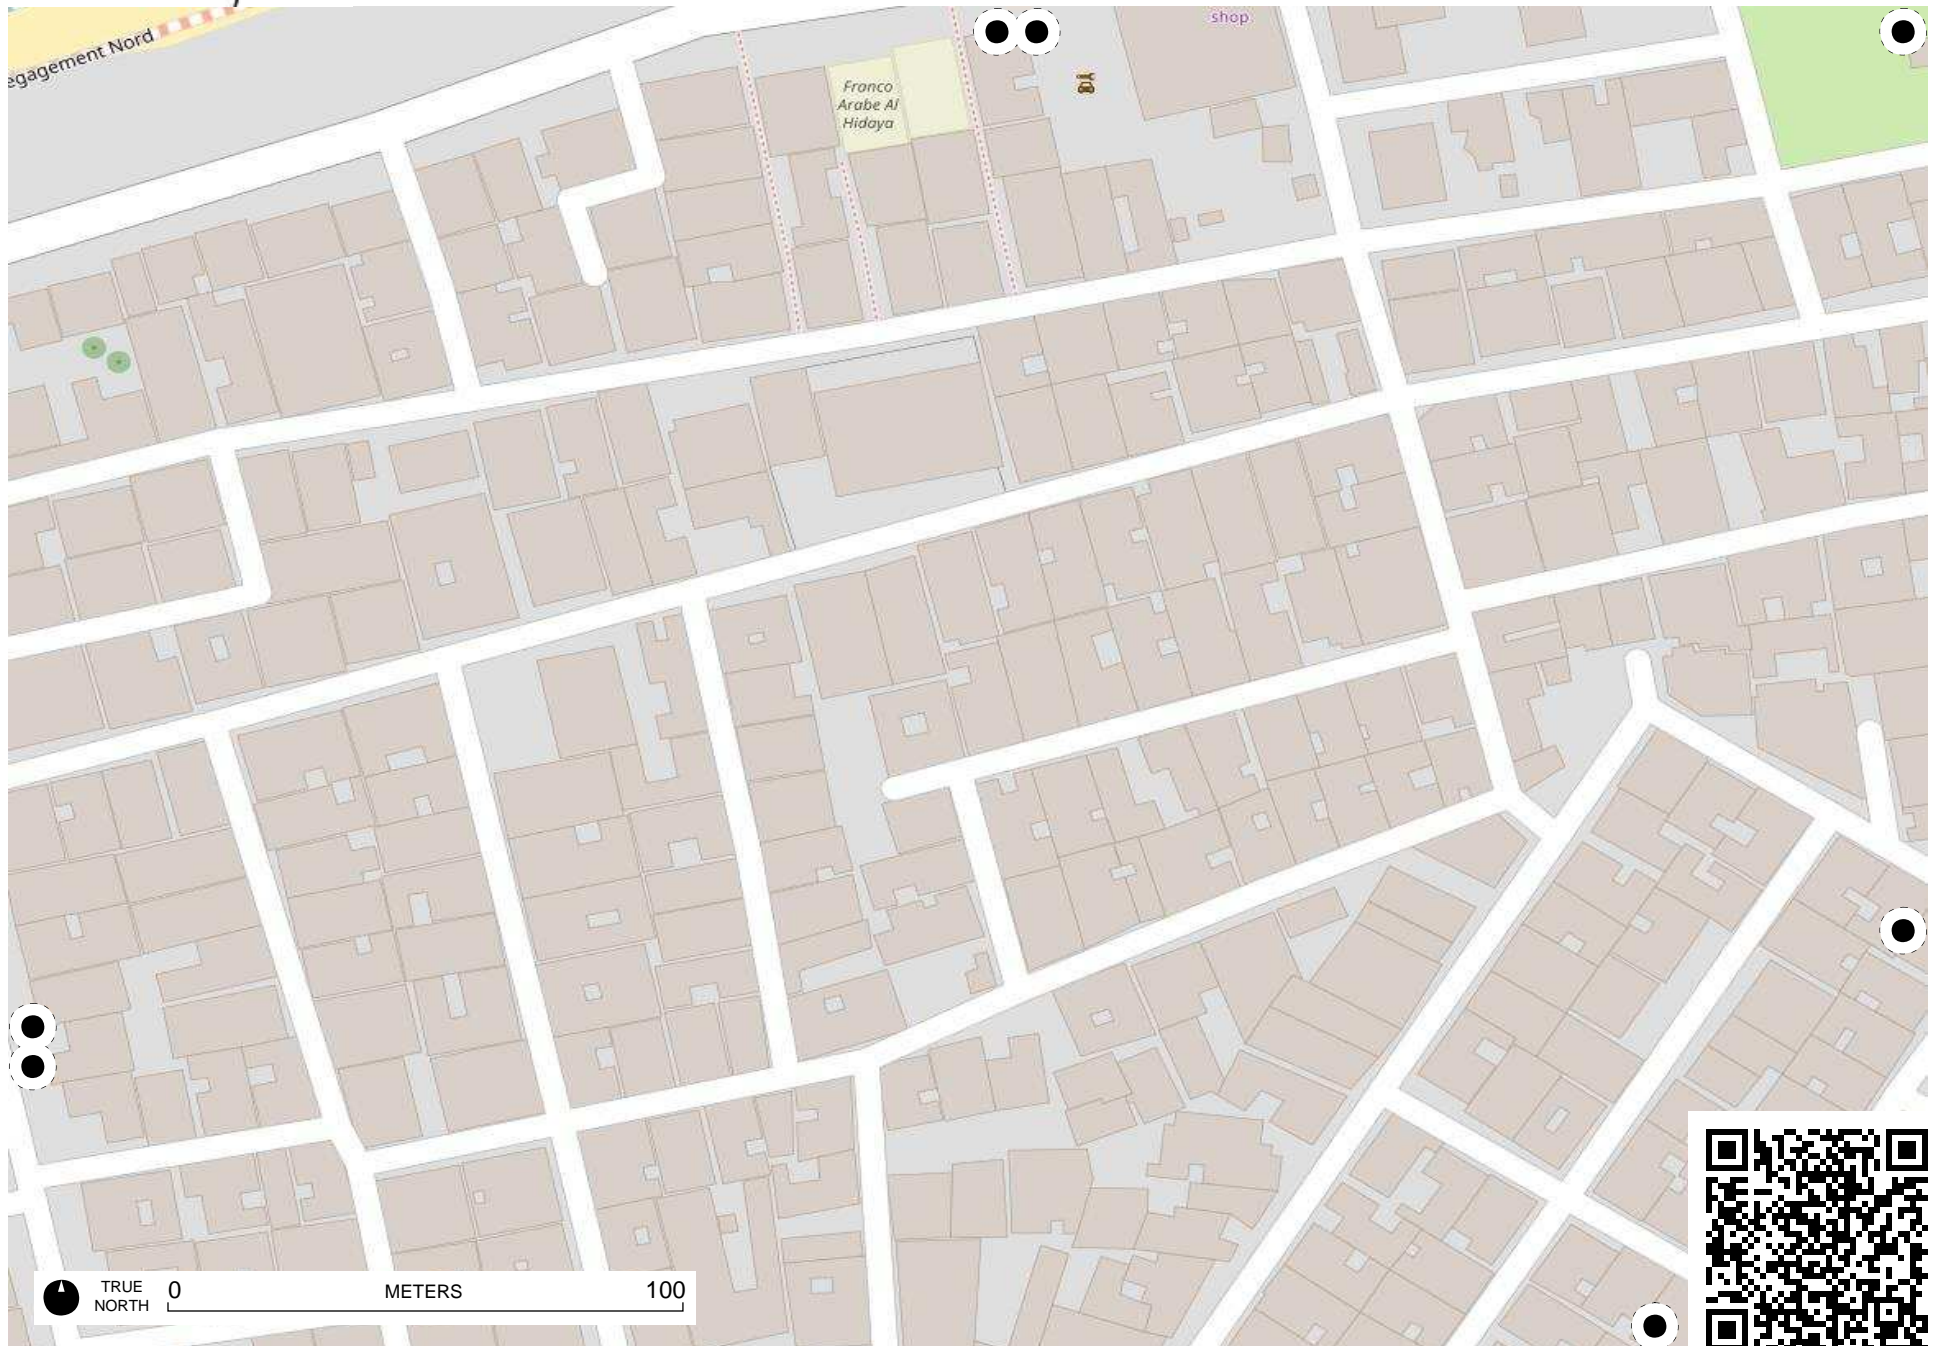 egagement Nord
shop
Franco
Arabe Al
Hidaya
TRUE
NORTH
0
METERS
100